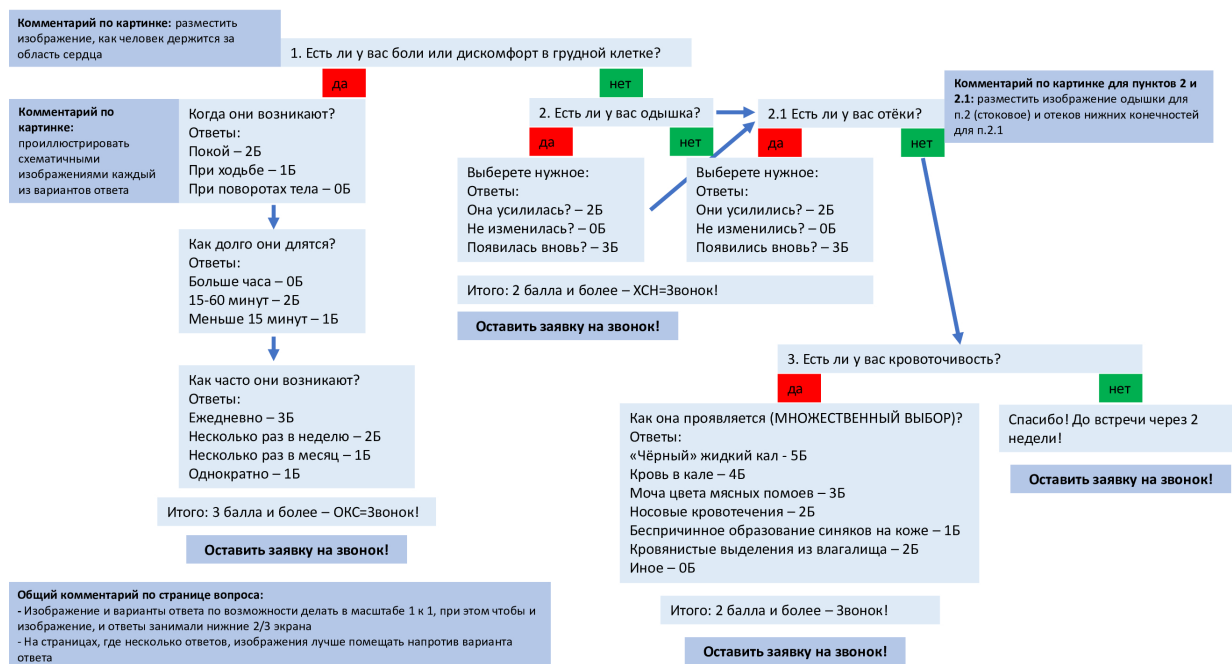 Комментарий по картинке: разместить
изображение, как человек держится за
область сердца
1. Есть ли у вас боли или дискомфорт в грудной клетке?
да
нет
Комментарий по
картинке:
проиллюстрировать
схематичными
изображениями каждый
из вариантов ответа
Когда они возникают?
Ответы:
Покой – 2Б
При ходьбе – 1Б
При поворотах тела – 0Б
Как долго они длятся?
Ответы:
Больше часа – 0Б
15-60 минут – 2Б
Меньше 15 минут – 1Б
Как часто они возникают?
Ответы:
Ежедневно – 3Б
Несколько раз в неделю – 2Б
Несколько раз в месяц – 1Б
Однократно – 1Б
Итого: 3 балла и более – ОКС=Звонок!
Оставить заявку на звонок!
2. Есть ли у вас одышка?
да
нет
Выберете нужное:
Ответы:
Она усилилась? – 2Б
Не изменилась? – 0Б
Появилась вновь? – 3Б
2.1 Есть ли у вас отёки?
да
нет
Выберете нужное:
Ответы:
Они усилились? – 2Б
Не изменились? – 0Б
Появились вновь? – 3Б
Комментарий по картинке для пунктов 2 и
2.1: разместить изображение одышки для
п.2 (стоковое) и отеков нижних конечностей
для п.2.1
Итого: 2 балла и более – ХСН=Звонок!
Оставить заявку на звонок!
3. Есть ли у вас кровоточивость?
да
нет
Как она проявляется (МНОЖЕСТВЕННЫЙ ВЫБОР)?
Ответы:
«Чёрный» жидкий кал - 5Б
Кровь в кале – 4Б
Моча цвета мясных помоев – 3Б
Носовые кровотечения – 2Б
Беспричинное образование синяков на коже – 1Б
Кровянистые выделения из влагалища – 2Б
Иное – 0Б
Итого: 2 балла и более – Звонок!
Оставить заявку на звонок!
Спасибо! До встречи через 2
недели!
Оставить заявку на звонок!
Общий комментарий по странице вопроса:
- Изображение и варианты ответа по возможности делать в масштабе 1 к 1, при этом чтобы и
изображение, и ответы занимали нижние 2/3 экрана
- На страницах, где несколько ответов, изображения лучше помещать напротив варианта
ответа